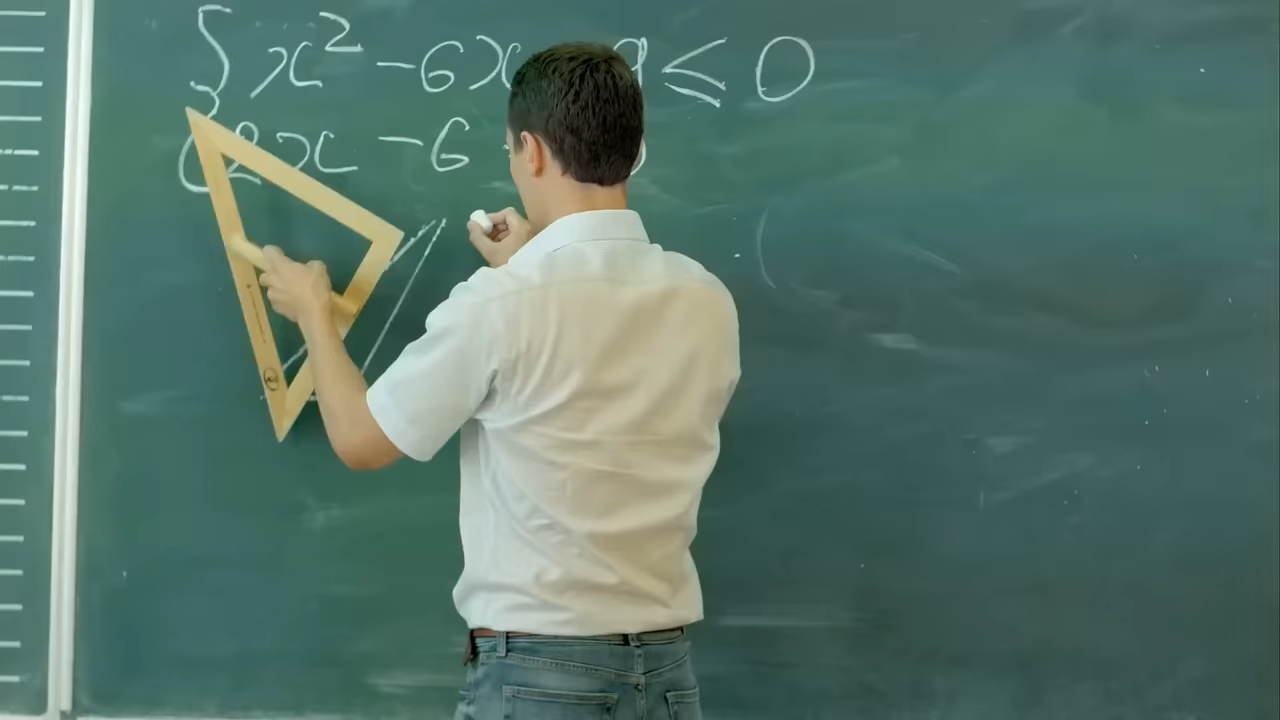 { x² - 6x 9 ≤ 0
2x - 6